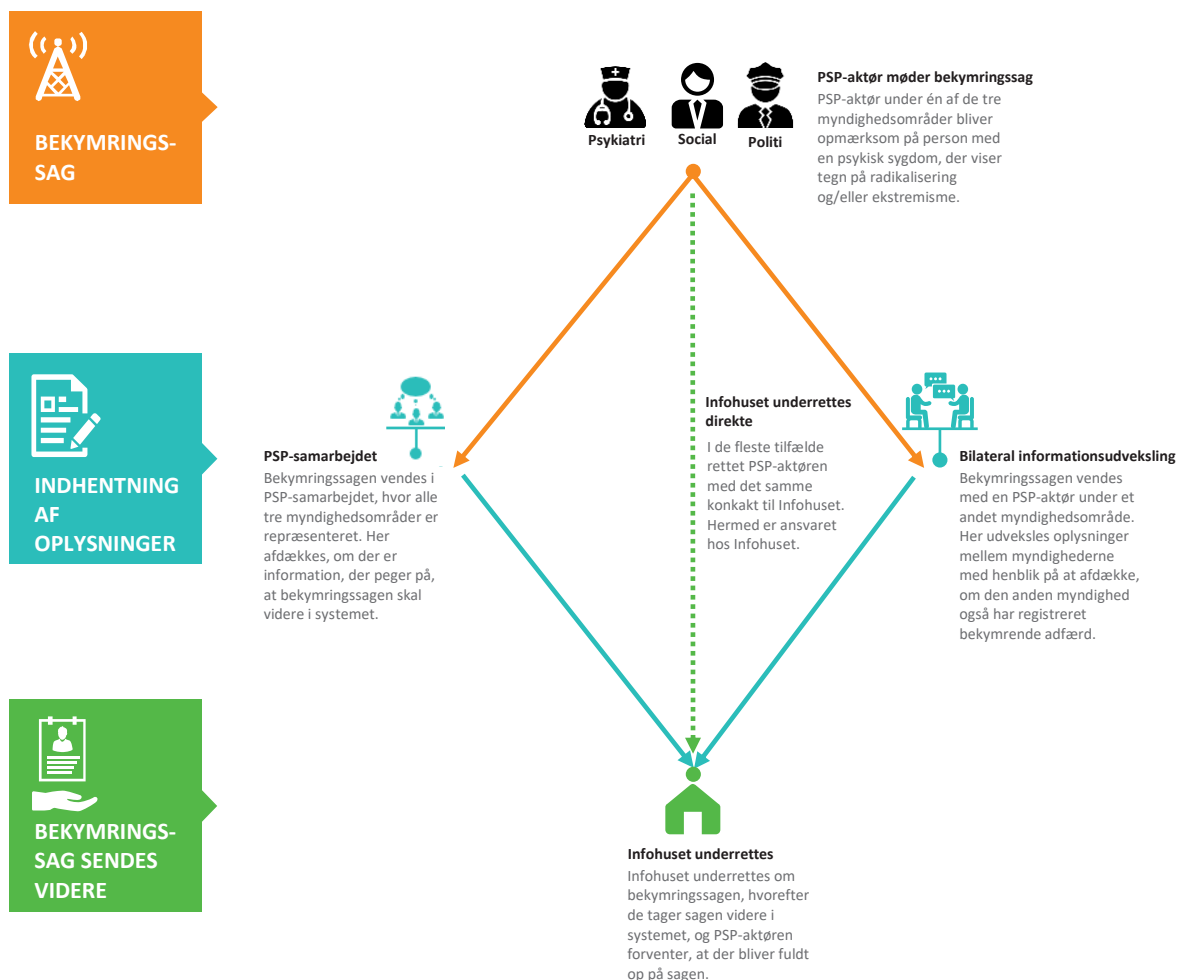 BEKYMRINGS-
SAG
Psykiatri
Social
Politi
PSP-aktør møder bekymringssag
PSP-aktør under én af de tre
myndighedsområder bliver
opmærksom på person med
en psykisk sygdom, der viser
tegn på radikalisering
og/eller ekstremisme.
INDHENTNING
AF
OPLYSNINGER
PSP-samarbejdet
Bekymringssagen vendes i
PSP-samarbejdet, hvor alle
tre myndighedsområder er
repræsenteret. Her
afdækkes, om der er
information, der peger på,
at bekymringssagen skal
videre i systemet.
Infohuset underrettes
direkte
I de fleste tilfælde
rettet PSP-aktøren
med det samme
konkakt til Infohuset.
Hermed er ansvaret
hos Infohuset.
Bilateral informationsudveksling
Bekymringssagen vendes
med en PSP-aktør under et
andet myndighedsområde.
Her udveksles oplysninger
mellem myndighederne
med henblik på at afdække,
om den anden myndighed
også har registreret
bekymrende adfærd.
BEKYMRINGS-
SAG SENDES
VIDERE
Infohuset underrettes
Infohuset underrettes om
bekymringssagen, hvorefter
de tager sagen videre i
systemet, og PSP-aktøren
forventer, at der bliver fuldt
op på sagen.